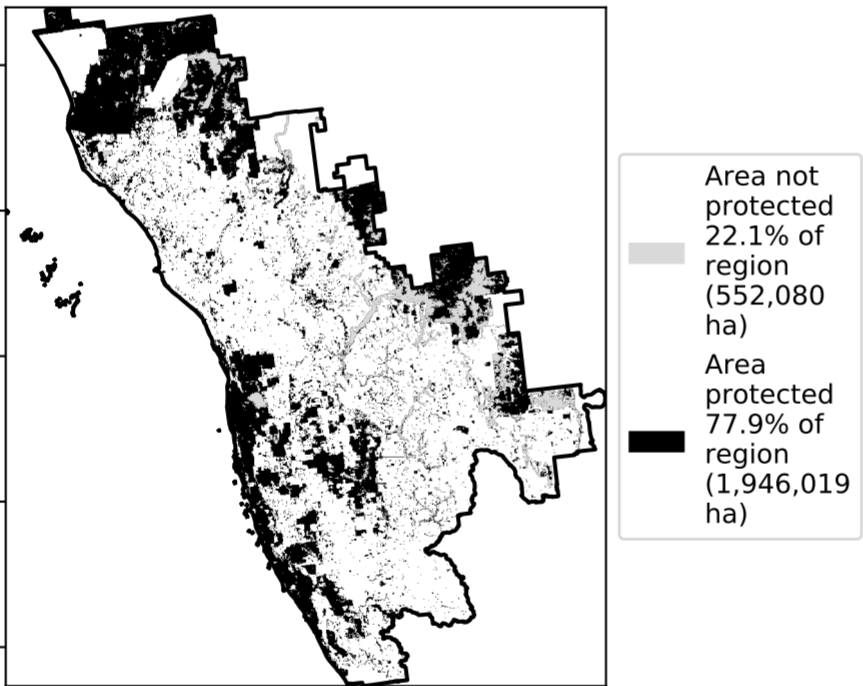 Area not
protected
22.1% of
region
(552,080
ha)
Area
protected
77.9% of
region
(1,946,019
ha)